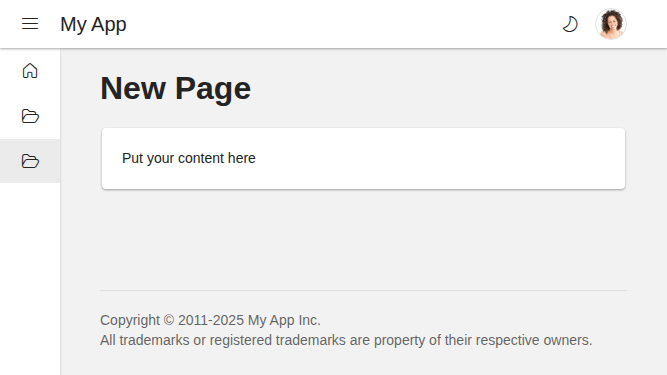 My App
New Page
Put your content here
Copyright © 2011-2025 My App Inc.
All trademarks or registered trademarks are property of their respective owners.